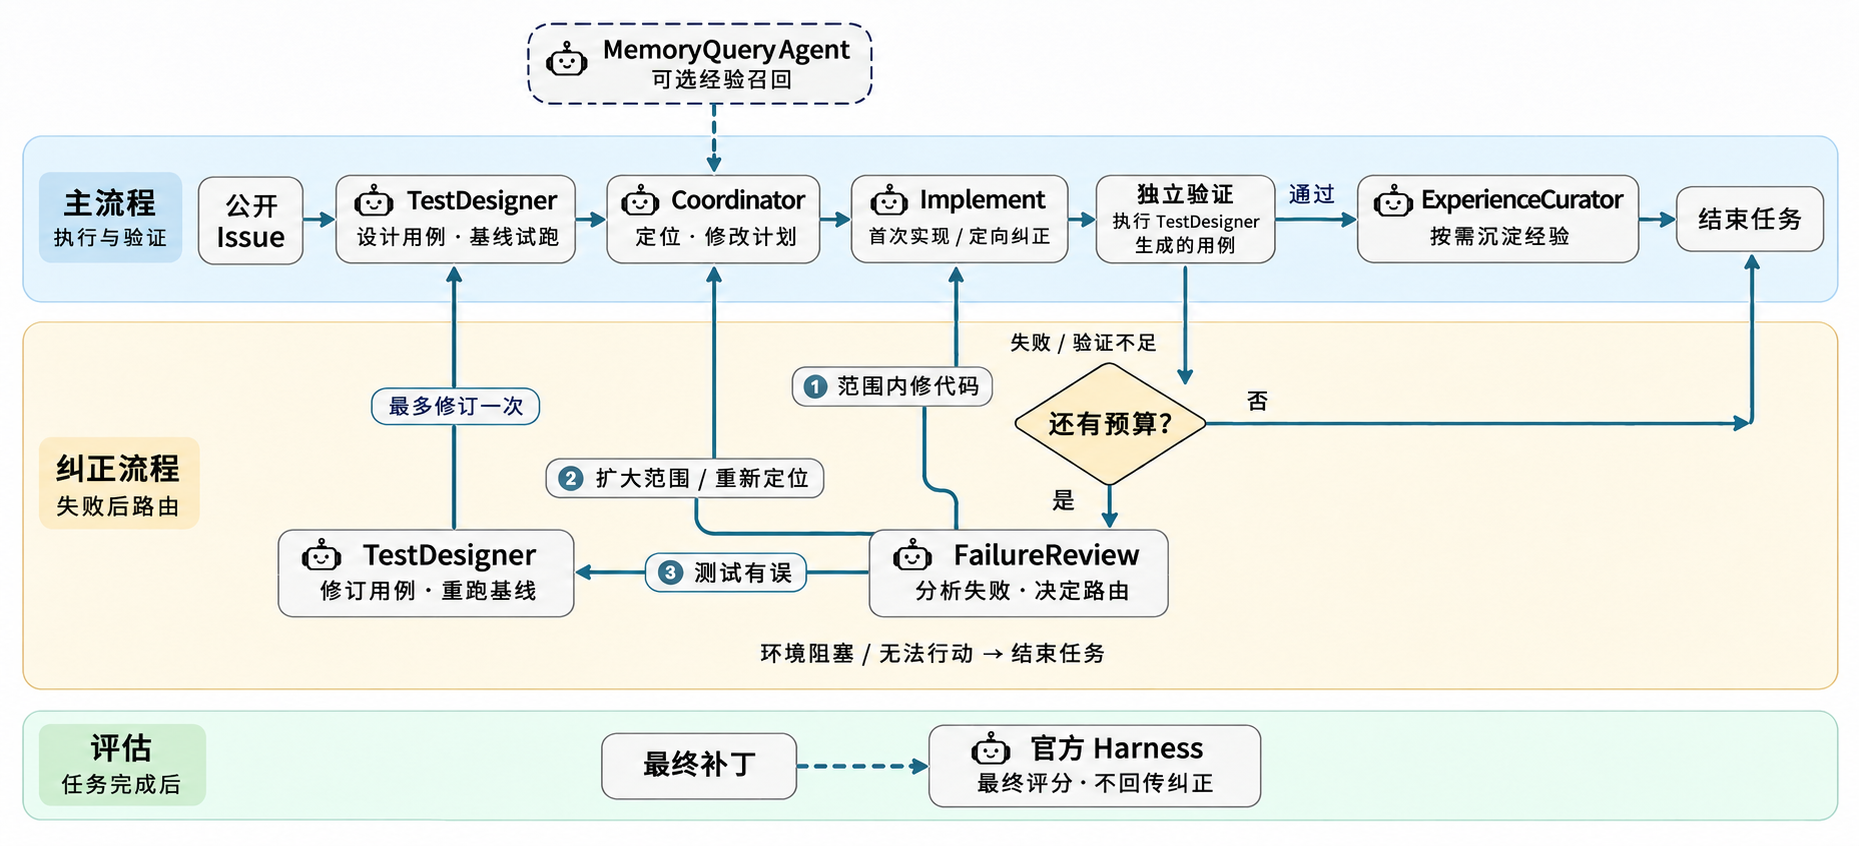 MemoryQueryAgent
可选经验召回
主流程
执行与验证
公开
Issue
TestDesigner
设计用例 · 基线试跑
Coordinator
定位 · 修改计划
Implement
首次实现 / 定向纠正
独立验证
执行 TestDesigner
生成的用例
通过
ExperienceCurator
按需沉淀经验
结束任务
纠正流程
失败后路由
最多修订一次
1 范围内修代码
2 扩大范围 / 重新定位
失败 / 验证不足
还有预算?
否
是
TestDesigner
修订用例 · 重跑基线
3 测试有误
FailureReview
分析失败 · 决定路由
环境阻塞 / 无法行动 → 结束任务
评估
任务完成后
最终补丁
官方 Harness
最终评分 · 不回传纠正